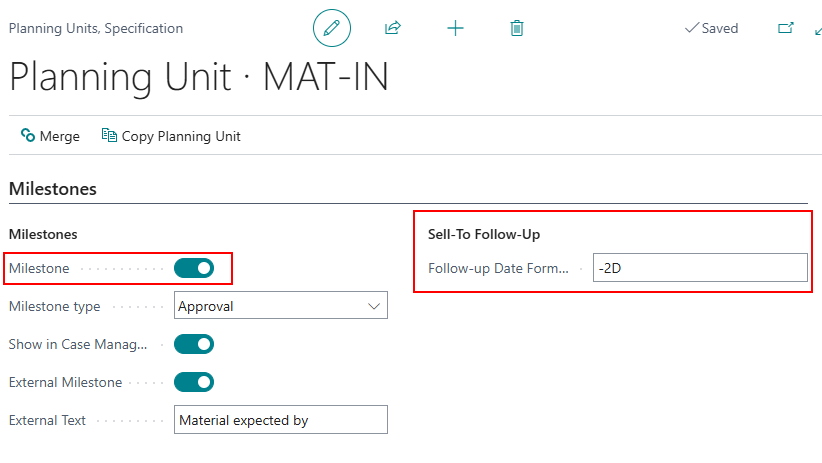 Planning Units, Specification
Saved
Planning Unit · MAT-IN
Merge
Copy Planning Unit
Milestones
Milestones
Milestone
Milestone type
Approval
Show in Case Manag...
External Milestone
External Text
Material expected by
Sell-To Follow-Up
Follow-up Date Form...
-2D